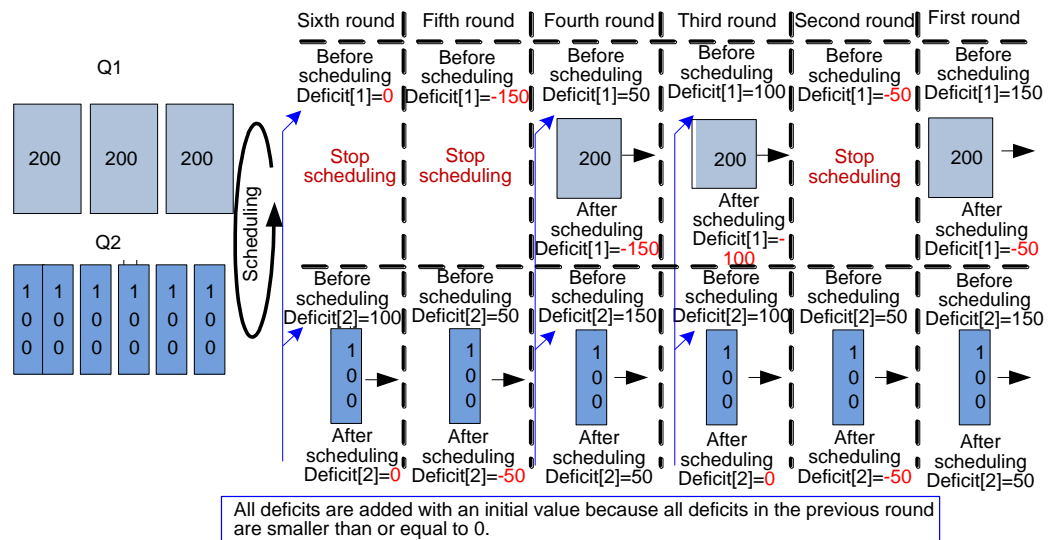 Sixth round
Fifth round
Fourth round
Third round
Second round
First round
Q1
200
200
200
Q2
1 0 0
1 0 0
1 0 0
1 0 0
1 0 0
1 0 0
Scheduling
Before
scheduling
Deficit[1]=0
Stop
scheduling
Before
scheduling
Deficit[1]=-150
Stop
scheduling
Before
scheduling
Deficit[1]=50
200
After
scheduling
Deficit[1]=-150
Before
scheduling
Deficit[1]=100
200
After
scheduling
Deficit[1]=-
100
Before
scheduling
Deficit[1]=-50
Stop
scheduling
Before
scheduling
Deficit[1]=150
200
After
scheduling
Deficit[1]=-50
Before
scheduling
Deficit[2]=100
1 0 0
After
scheduling
Deficit[2]=0
Before
scheduling
Deficit[2]=50
1 0 0
After
scheduling
Deficit[2]=-50
Before
scheduling
Deficit[2]=150
1 0 0
After
scheduling
Deficit[2]=50
Before
scheduling
Deficit[2]=100
1 0 0
After
scheduling
Deficit[2]=0
Before
scheduling
Deficit[2]=50
1 0 0
After
scheduling
Deficit[2]=-50
Before
scheduling
Deficit[2]=150
1 0 0
After
scheduling
Deficit[2]=50
All deficits are added with an initial value because all deficits in the previous round
are smaller than or equal to 0.